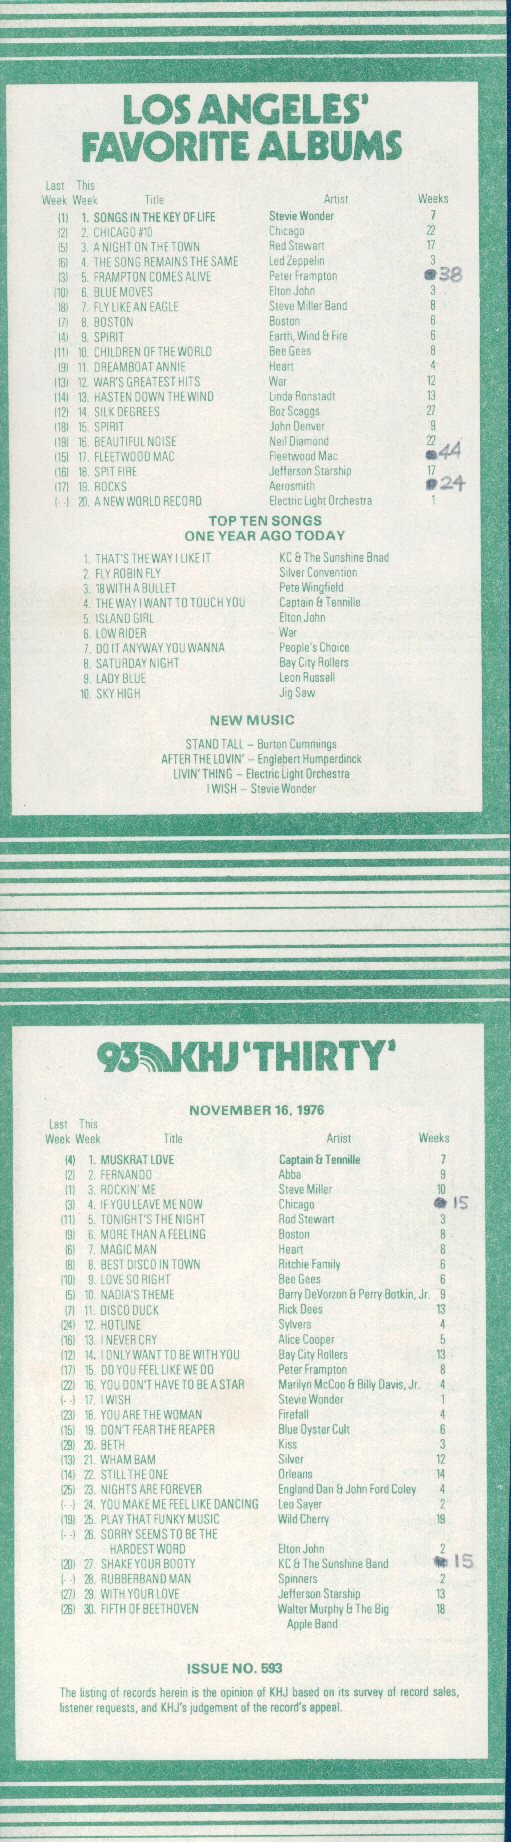 LOS ANGELES'
FAVORITE ALBUMS
Last This
Week Week Title Artist Weeks
(1) 1. SONGS IN THE KEY OF LIFE Stevie Wonder 7
(2) 2. CHICAGO #10 Chicago 22
(5) 3. A NIGHT ON THE TOWN Rod Stewart 17
(6) 4. THE SONG REMAINS THE SAME Led Zeppelin 3
(3) 5. FRAMPTON COMES ALIVE Peter Frampton 38
(10) 6. BLUE MOVES Elton John 3
(8) 7. FLY LIKE AN EAGLE Steve Miller Band 8
(7) 8. BOSTON Boston 6
(4) 9. SPIRIT Earth, Wind & Fire 6
(11) 10. CHILDREN OF THE WORLD Bee Gees 8
(9) 11. DREAMBOAT ANNIE Heart 4
(13) 12. WAR'S GREATEST HITS War 12
(14) 13. HASTEN DOWN THE WIND Linda Ronstadt 13
(12) 14. SILK DEGREES Boz Scaggs 27
(18) 15. SPIRIT John Denver 9
(19) 16. BEAUTIFUL NOISE Neil Diamond 22
(15) 17. FLEETWOOD MAC Fleetwood Mac 44
(16) 18. SPIT FIRE Jefferson Starship 17
(17) 19. ROCKS Aerosmith 24
(- -) 20. A NEW WORLD RECORD Electric Light Orchestra 1
TOP TEN SONGS
ONE YEAR AGO TODAY
1. THAT'S THE WAY I LIKE IT KC & The Sunshine Bnad
2. FLY ROBIN FLY Silver Convention
3. 18 WITH A BULLET Pete Wingfield
4. THE WAY I WANT TO TOUCH YOU Captain & Tennille
5. ISLAND GIRL Elton John
6. LOW RIDER War
7. DO IT ANYWAY YOU WANNA People's Choice
8. SATURDAY NIGHT Bay City Rollers
9. LADY BLUE Leon Russell
10. SKY HIGH Jig Saw
NEW MUSIC
STAND TALL – Burton Cummings
AFTER THE LOVIN' – Englebert Humperdinck
LIVIN' THING – Electric Light Orchestra
I WISH – Stevie Wonder
93 KHJ 'THIRTY'
NOVEMBER 16, 1976
Last This
Week Week Title Artist Weeks
(4) 1. MUSKRAT LOVE Captain & Tennille 7
(2) 2. FERNANDO Abba 9
(1) 3. ROCKIN' ME Steve Miller 10
(3) 4. IF YOU LEAVE ME NOW Chicago 15
(11) 5. TONIGHT'S THE NIGHT Rod Stewart 3
(9) 6. MORE THAN A FEELING Boston 8
(6) 7. MAGIC MAN Heart 8
(8) 8. BEST DISCO IN TOWN Ritchie Family 6
(10) 9. LOVE SO RIGHT Bee Gees 6
(5) 10. NADIA'S THEME Barry DeVorzon & Perry Botkin, Jr. 9
(7) 11. DISCO DUCK Rick Dees 13
(24) 12. HOTLINE Sylvers 4
(16) 13. I NEVER CRY Alice Cooper 5
(12) 14. I ONLY WANT TO BE WITH YOU Bay City Rollers 13
(17) 15. DO YOU FEEL LIKE WE DO Peter Frampton 8
(22) 16. YOU DON'T HAVE TO BE A STAR Marilyn McCoo & Billy Davis, Jr. 4
(- -) 17. I WISH Stevie Wonder 1
(23) 18. YOU ARE THE WOMAN Firefall 4
(15) 19. DON'T FEAR THE REAPER Blue Oyster Cult 6
(29) 20. BETH Kiss 3
(13) 21. WHAM BAM Silver 12
(14) 22. STILL THE ONE Orleans 14
(25) 23. NIGHTS ARE FOREVER England Dan & John Ford Coley 4
(- -) 24. YOU MAKE ME FEEL LIKE DANCING Leo Sayer 2
(19) 25. PLAY THAT FUNKY MUSIC Wild Cherry 19
(- -) 26. SORRY SEEMS TO BE THE
HARDEST WORD Elton John 2
(20) 27. SHAKE YOUR BOOTY KC & The Sunshine Band 15
(- -) 28. RUBBERBAND MAN Spinners 2
(27) 29. WITH YOUR LOVE Jefferson Starship 13
(26) 30. FIFTH OF BEETHOVEN Walter Murphy & The Big 18
Apple Band
ISSUE NO. 593
The listing of records herein is the opinion of KHJ based on its survey of record sales,
listener requests, and KHJ's judgement of the record's appeal.